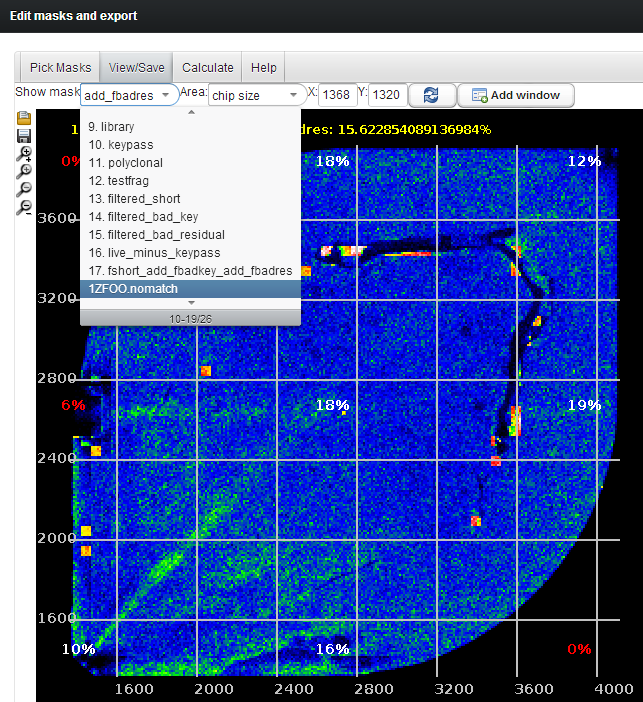 Edit masks and export
Pick Masks View/Save Calculate Help
Show mask add_fbadres Area: chip size X: 1368 Y: 1320 Add window
9. library
10. keypass
11. polyclonal
12. testfrag
13. filtered_short
14. filtered_bad_key
15. filtered_bad_residual
16. live_minus_keypass
17. fshort_add_fbadkey_add_fbadres
1ZFOO.nomatch
10-19/26
dres: 15.622854089136984%
0% 18% 12%
3600
3200
2800
6% 18% 19%
2400
2000
1600
10% 16% 0%
1600 2000 2400 2800 3200 3600 4000